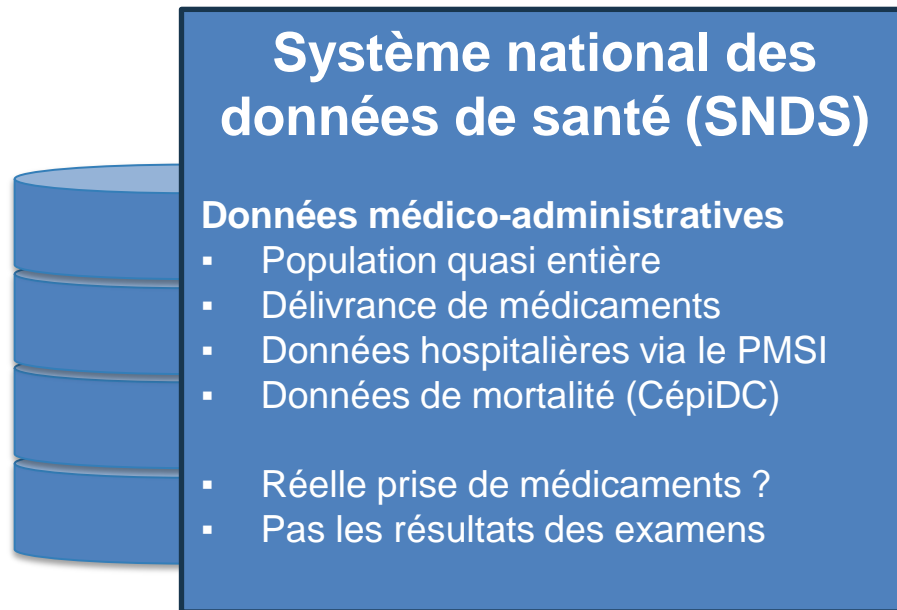 Système national des
données de santé (SNDS)
Données médico-administratives
▪ Population quasi entière
▪ Délivrance de médicaments
▪ Données hospitalières via le PMSI
▪ Données de mortalité (CépiDC)
▪ Réelle prise de médicaments ?
▪ Pas les résultats des examens